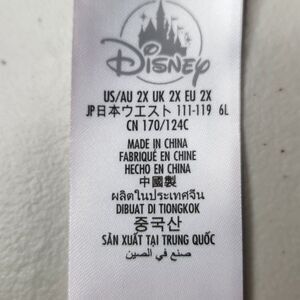 Disney
US/AU 2X UK 2X EU 2X
JP日本ウエスト 111-119 6L
CN 170/124C
MADE IN CHINA
FABRIQUÉ EN CHINE
HECHO EN CHINA
中國製
ผลิตในประเทศจีน
DIBUAT DI TIONGKOK
중국산
SẢN XUẤT TẠI TRUNG QUỐC
صنع في الصين